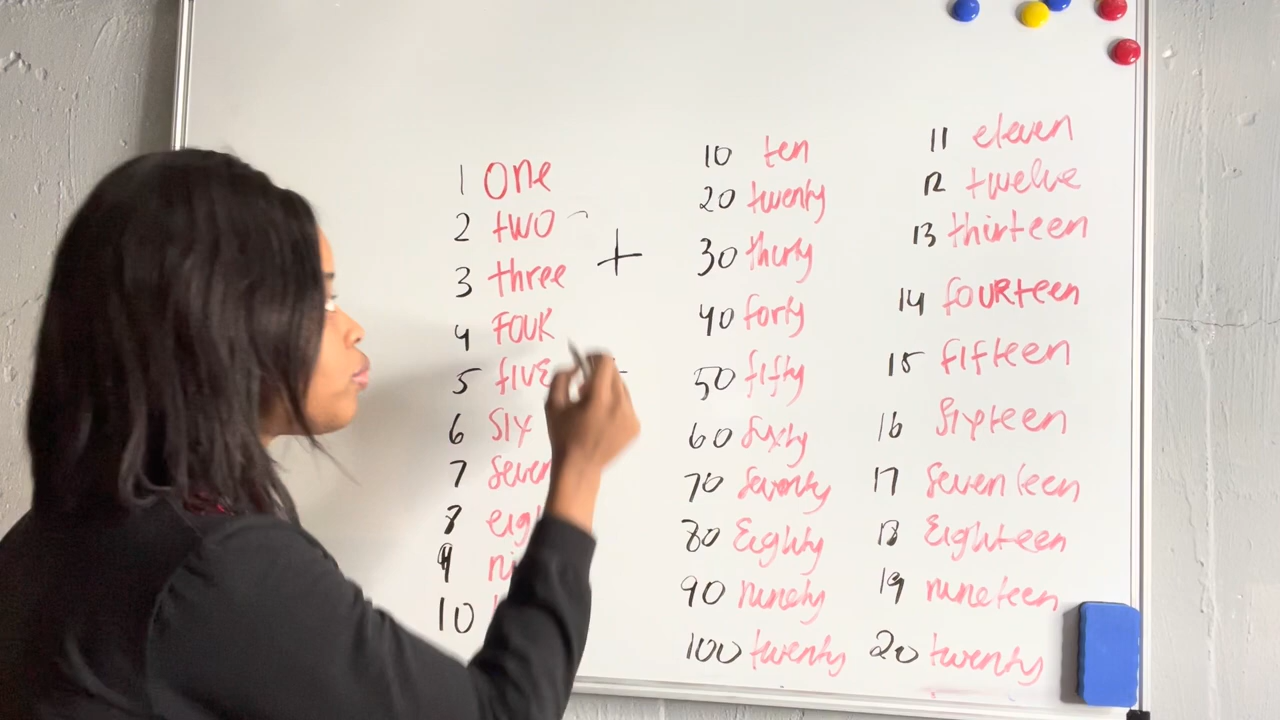 1 one
2 two
3 three
4 FOUR
5 five
6 SIX
7 seven
8
9
10
+
10 ten
20 twenty
30 thirty
40 forty
50 fifty
60 sixty
70 seventy
80 Eighty
90 ninety
100 twenty
11 eleven
12 twelve
13 thirteen
14 fourteen
15 fifteen
16 sixteen
17 seventeen
18 Eighteen
19 nineteen
20 twenty